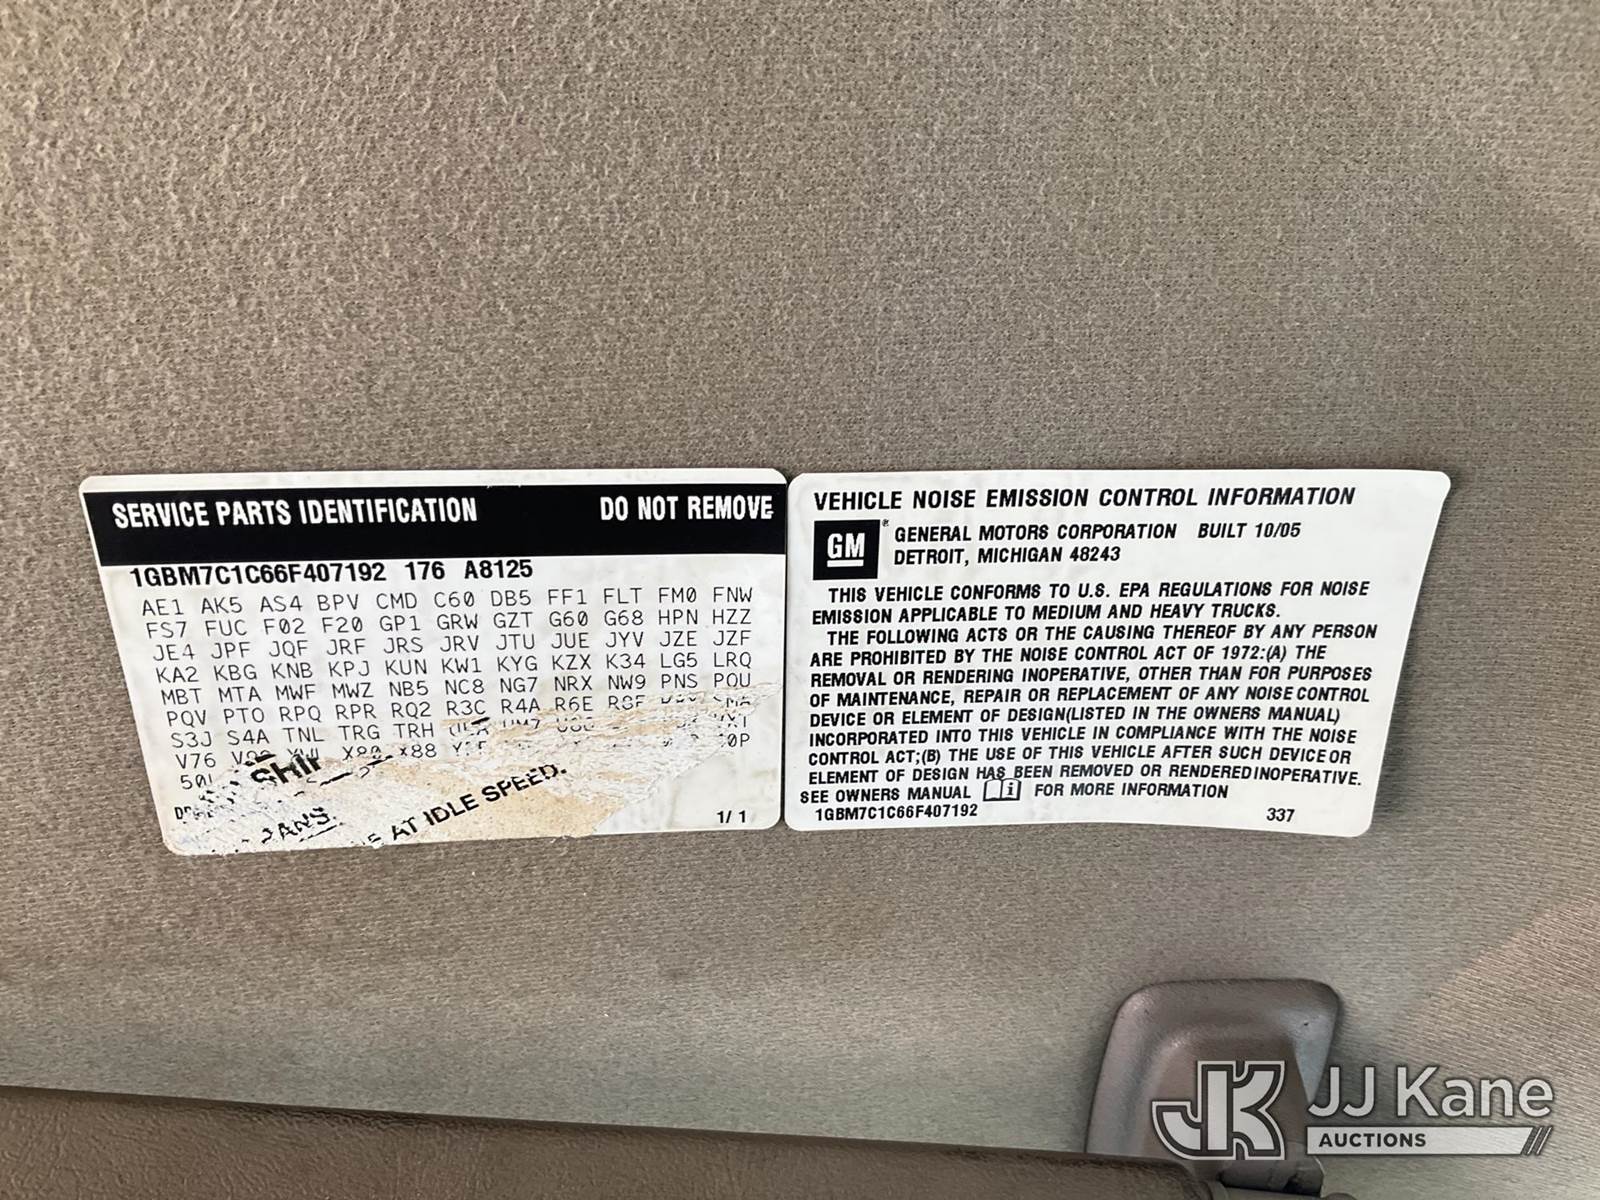 SERVICE PARTS IDENTIFICATION DO NOT REMOVE
1GBM7C1C66F407192 176 A8125
AE1 AK5 AS4 BPV CMD C60 DB5 FF1 FLT FM0 FNW
FS7 FUC F02 F20 GP1 GRW GZT G60 G68 HPN HZZ
JE4 JPF JQF JRF JRS JRV JTU JUE JYV JZE JZF
KA2 KBG KNB KPJ KUN KW1 KYG KZX K34 LG5 LRQ
MBT MTA MWF MWZ NB5 NC8 NG7 NRX NW9 PNS PQU
PQV PTO RPQ RPR RQ2 R3C R4A R6E
S3J S4A TNL TRG TRH
V76 X88
AT IDLE SPEED.
1/1
VEHICLE NOISE EMISSION CONTROL INFORMATION
GM
GENERAL MOTORS CORPORATION BUILT 10/05
DETROIT, MICHIGAN 48243
THIS VEHICLE CONFORMS TO U.S. EPA REGULATIONS FOR NOISE
EMISSION APPLICABLE TO MEDIUM AND HEAVY TRUCKS.
THE FOLLOWING ACTS OR THE CAUSING THEREOF BY ANY PERSON
ARE PROHIBITED BY THE NOISE CONTROL ACT OF 1972:(A) THE
REMOVAL OR RENDERING INOPERATIVE, OTHER THAN FOR PURPOSES
OF MAINTENANCE, REPAIR OR REPLACEMENT OF ANY NOISE CONTROL
DEVICE OR ELEMENT OF DESIGN(LISTED IN THE OWNERS MANUAL)
INCORPORATED INTO THIS VEHICLE IN COMPLIANCE WITH THE NOISE
CONTROL ACT;(B) THE USE OF THIS VEHICLE AFTER SUCH DEVICE OR
ELEMENT OF DESIGN HAS BEEN REMOVED OR RENDERED INOPERATIVE.
SEE OWNERS MANUAL i FOR MORE INFORMATION
1GBM7C1C66F407192 337
JK JJ Kane
AUCTIONS